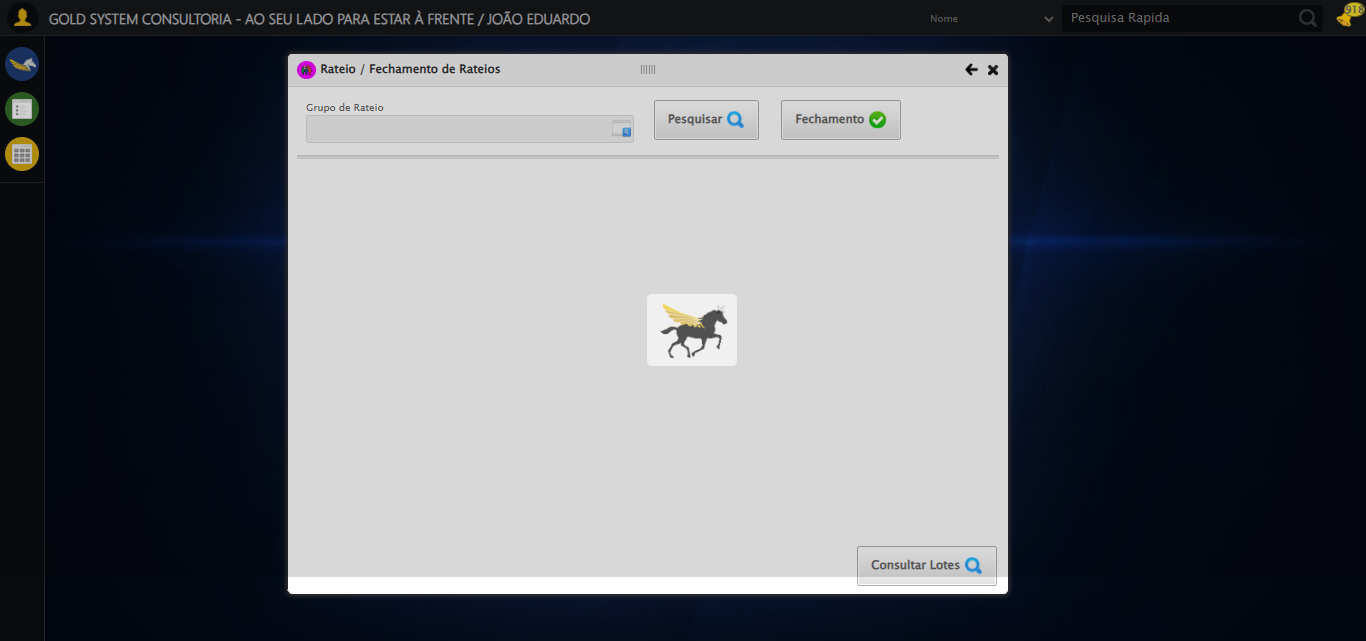 GOLD SYSTEM CONSULTORIA - AO SEU LADO PARA ESTAR À FRENTE / JOÃO EDUARDO
Nome
Pesquisa Rapida
918
Rateio / Fechamento de Rateios
Grupo de Rateio
Pesquisar
Fechamento
Consultar Lotes